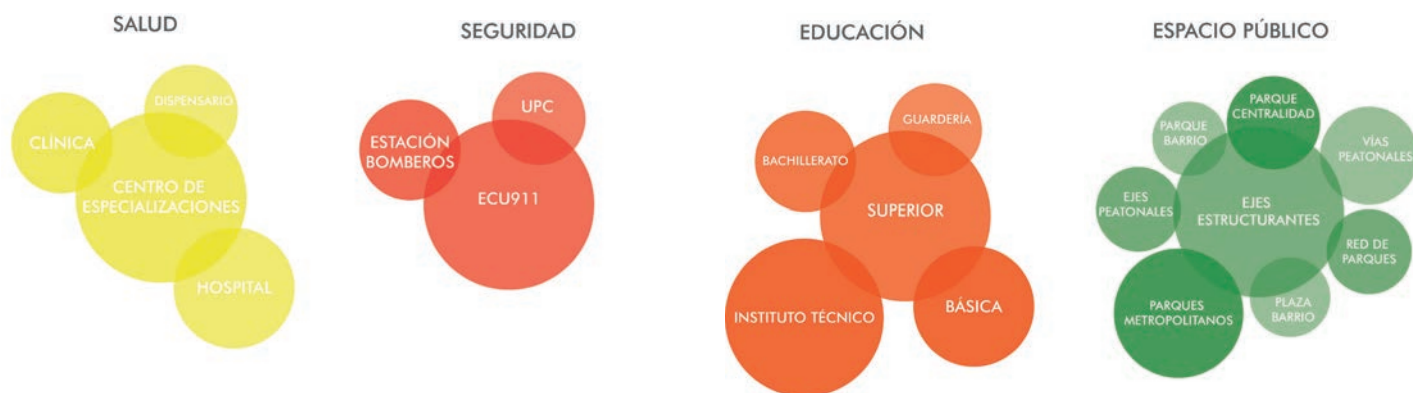 SALUD
DISPENSARIO
CLÍNICA
CENTRO DE
ESPECIALIZACIONES
HOSPITAL
SEGURIDAD
UPC
ESTACIÓN
BOMBEROS
ECU911
EDUCACIÓN
GUARDERÍA
BACHILLERATO
SUPERIOR
INSTITUTO TÉCNICO
BÁSICA
ESPACIO PÚBLICO
PARQUE
CENTRALIDAD
PARQUE
BARRIO
VÍAS
PEATONALES
EJES
PEATONALES
EJES
ESTRUCTURANTES
RED DE
PARQUES
PARQUES
METROPOLITANOS
PLAZA
BARRIO